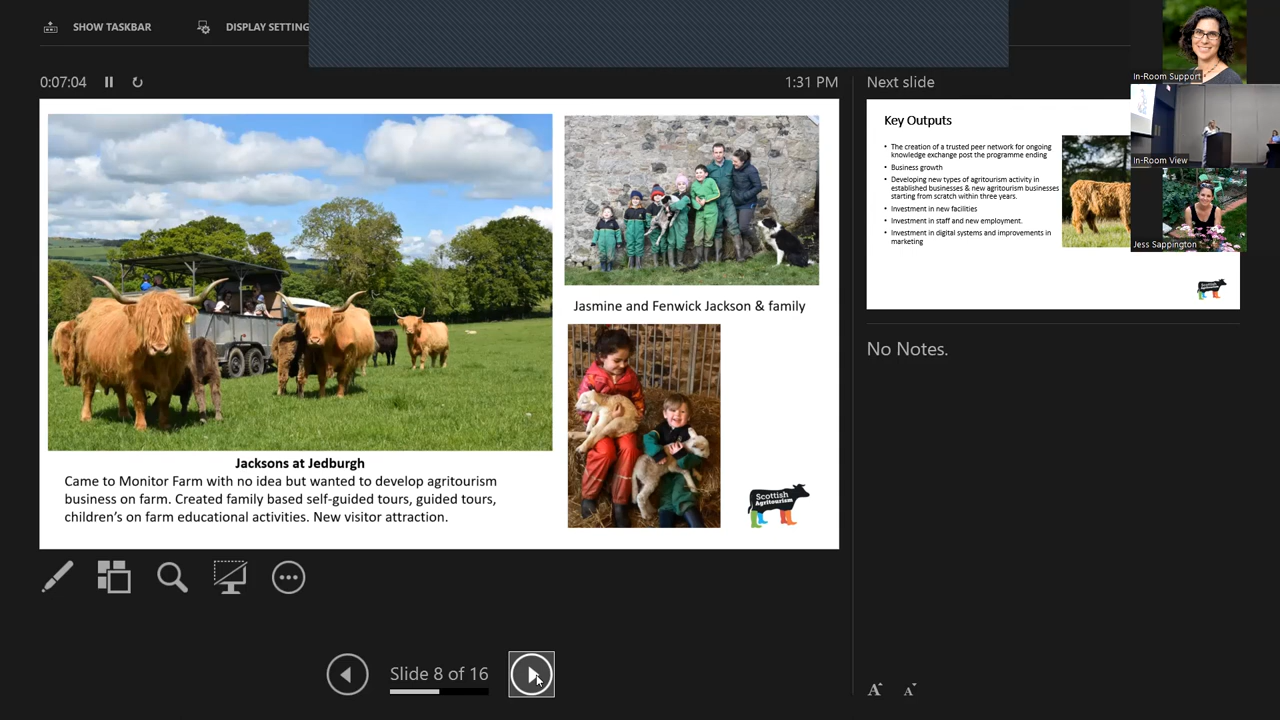 SHOW TASKBAR
DISPLAY SETTING
0:07:04
1:31 PM
Next slide
In-Room Support
In-Room View
Jess Sappington
Jasmine and Fenwick Jackson & family
Jacksons at Jedburgh
Came to Monitor Farm with no idea but wanted to develop agritourism
business on farm. Created family based self-guided tours, guided tours,
children's on farm educational activities. New visitor attraction.
Scottish
Agritourism
Key Outputs
• The creation of a trusted peer network for ongoing
knowledge exchange post the programme ending
• Business growth
• Developing new types of agritourism activity in
established businesses & new agritourism businesses
starting from scratch within three years.
• Investment in new facilities
• Investment in staff and new employment.
• Investment in digital systems and improvements in
marketing
Scottish
Agritourism
No Notes.
Slide 8 of 16
A A